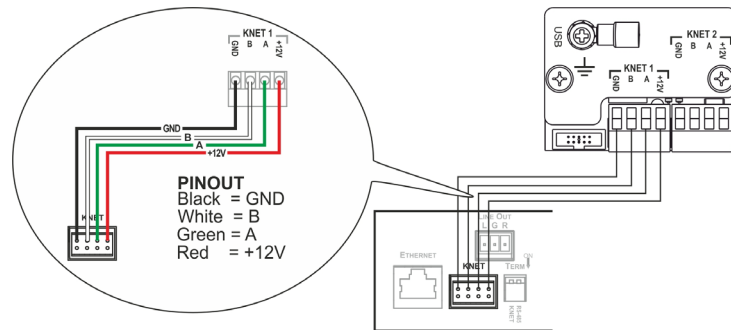 KNET 1
GND B A +12V
GND
B
A
+12V
PINOUT
Black = GND
White = B
Green = A
Red = +12V
KNET
USB
KNET 1
GND B A +12V
KNET 2
GND B A +12V
LINE OUT
L G R
ETHERNET
KNET
TERM
ON
KNET
RS-485